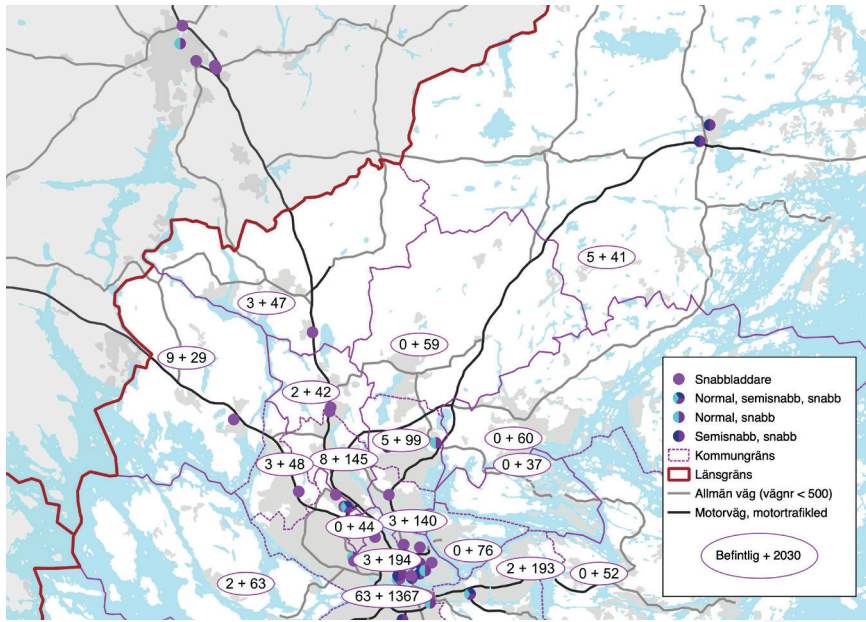 5 + 41
3 + 47
0 + 59
9 + 29
2 + 42
5 + 99
0 + 60
3 + 48
8 + 145
0 + 37
0 + 44
3 + 140
0 + 76
3 + 194
2 + 193
0 + 52
2 + 63
63 + 1367
Snabbladdare
Normal, semisnabb, snabb
Normal, snabb
Semisnabb, snabb
Kommungräns
Länsgräns
Allmän väg (vägnr < 500)
Motorväg, motortrafikled
Befintlig + 2030